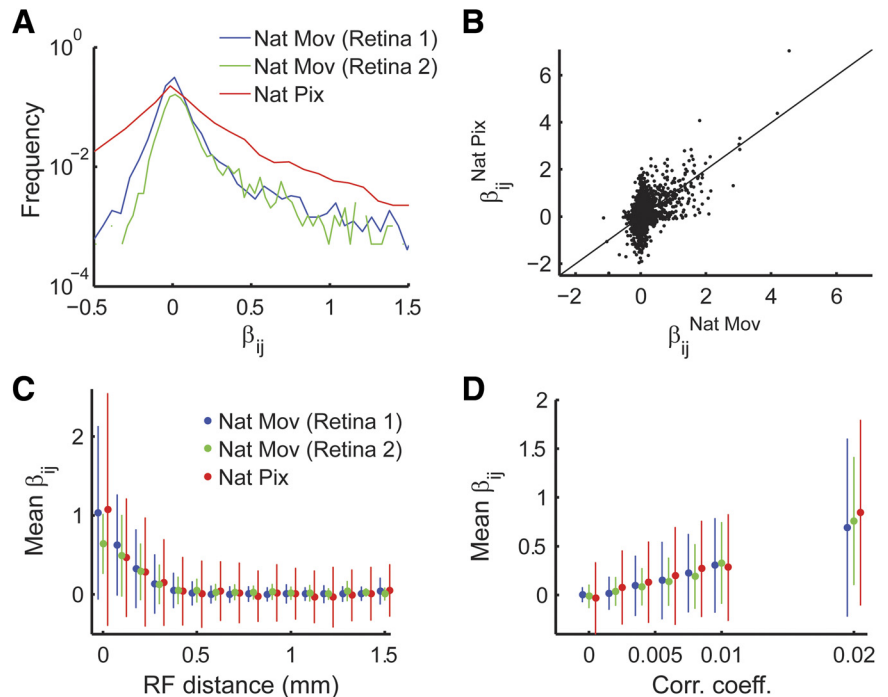 A
Nat Mov (Retina 1)
Nat Mov (Retina 2)
Nat Pix
Frequency
10^0
10^−2
10^−4
−0.5 0 0.5 1 1.5
β_ij
B
β_ij^Nat Pix
6
4
2
0
−2
−2 0 2 4 6
β_ij^Nat Mov
C
Nat Mov (Retina 1)
Nat Mov (Retina 2)
Nat Pix
Mean β_ij
2
1
0
0 0.5 1 1.5
RF distance (mm)
D
Mean β_ij
2
1.5
1
0.5
0
0 0.005 0.01 0.02
Corr. coeff.